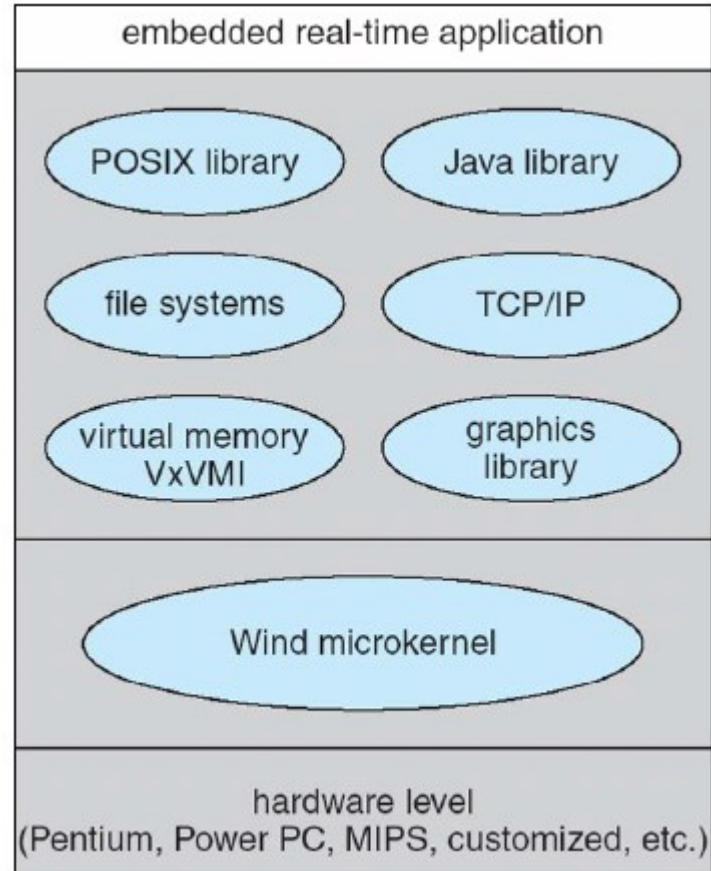 embedded real-time application
POSIX library
Java library
file systems
TCP/IP
virtual memory
VxVMI
graphics
library
Wind microkernel
hardware level
(Pentium, Power PC, MIPS, customized, etc.)